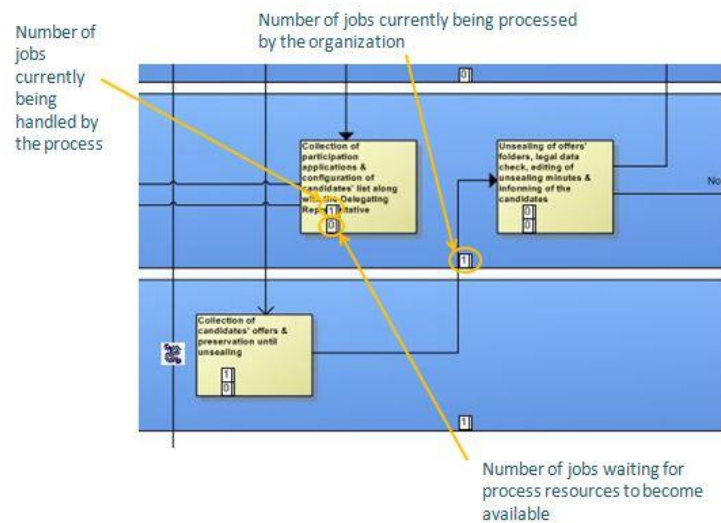 Number of
jobs
currently
being
handled by
the process
Number of jobs currently being processed
by the organization
0
Collection of
participation
applications &
configuration of
candidates' list along
with the Delegating
1
0
Unsealing of offers'
folders, legal data
check, editing of
unsealing minutes &
informing of the
candidates
0
0
No
1
Collection of
candidates' offers &
preservation until
unsealing
1
0
1
Number of jobs waiting for
process resources to become
available